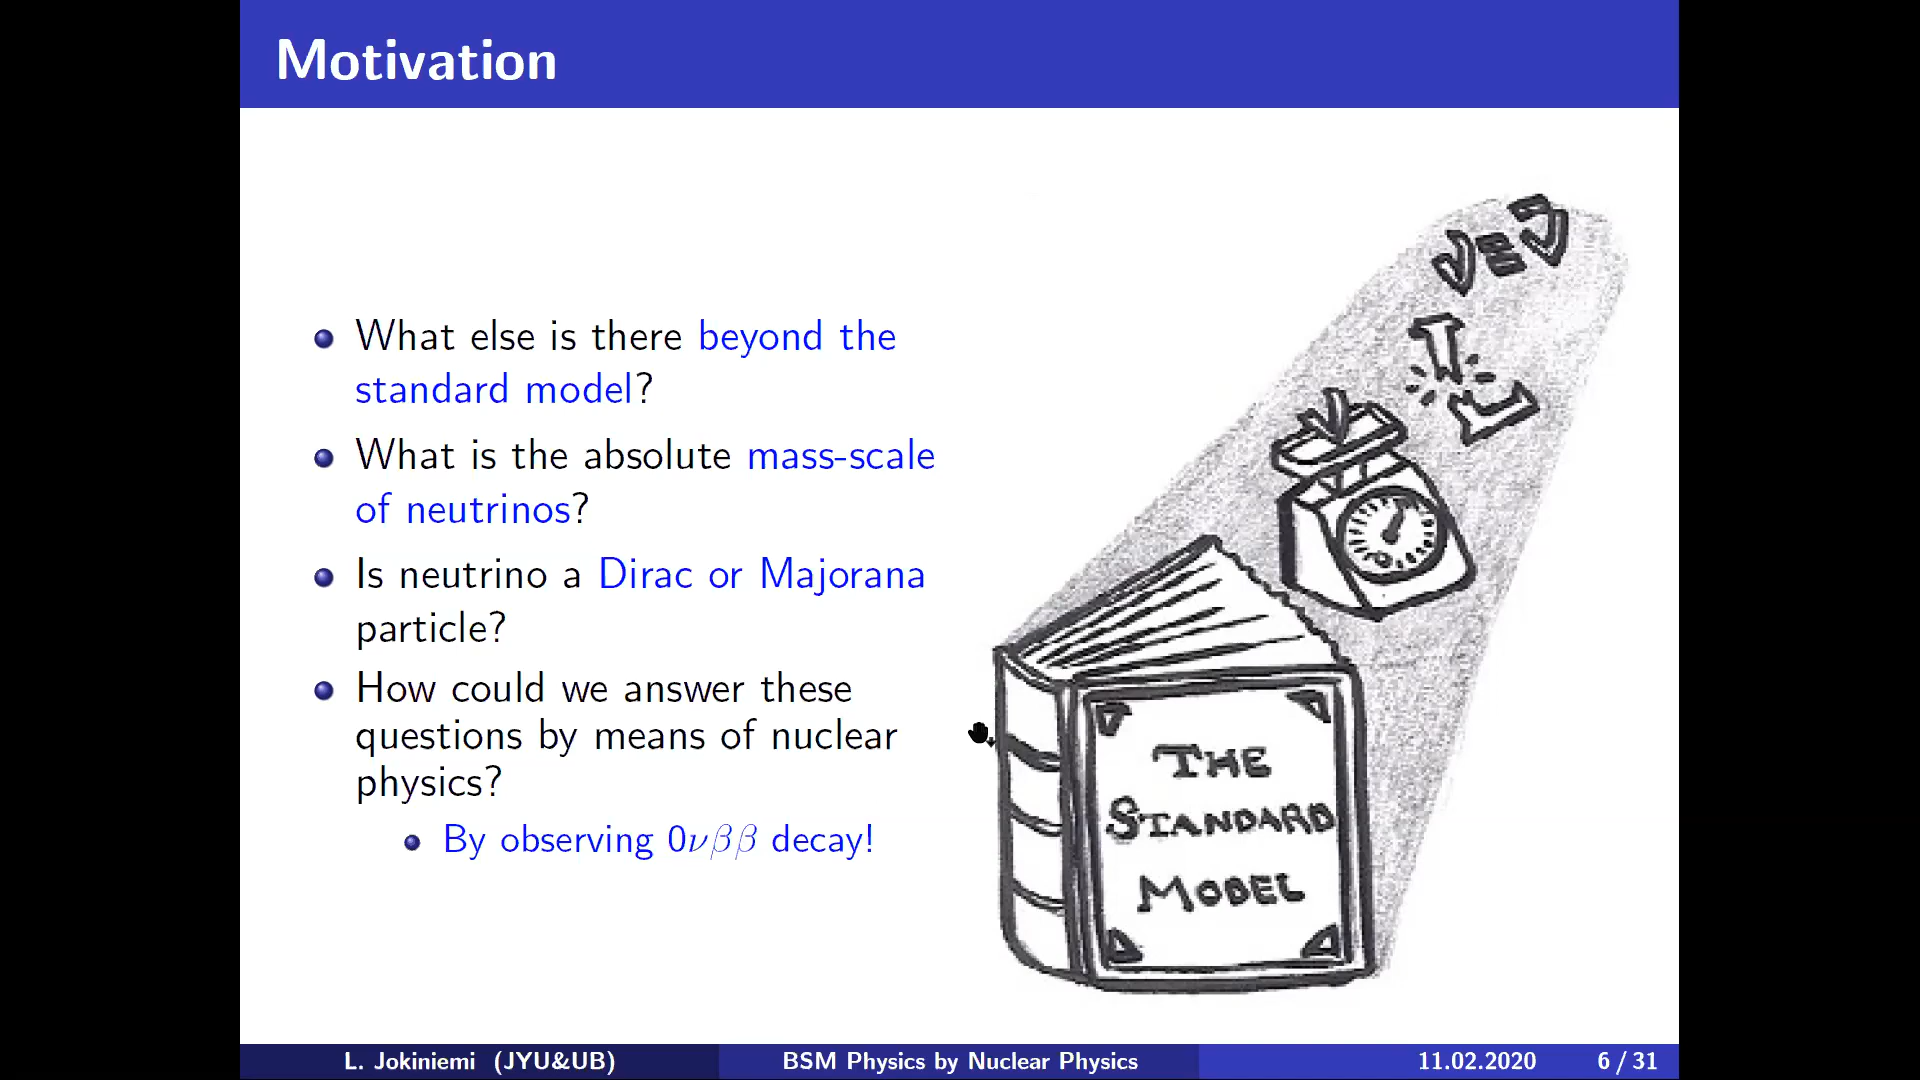 Motivation
What else is there beyond the
standard model?
What is the absolute mass-scale
of neutrinos?
Is neutrino a Dirac or Majorana
particle?
How could we answer these
questions by means of nuclear
physics?
By observing 0νββ decay!
ν=ν̄
L
ν
THE
STANDARD
MODEL
L. Jokiniemi (JYU&UB)
BSM Physics by Nuclear Physics
11.02.2020
6 / 31